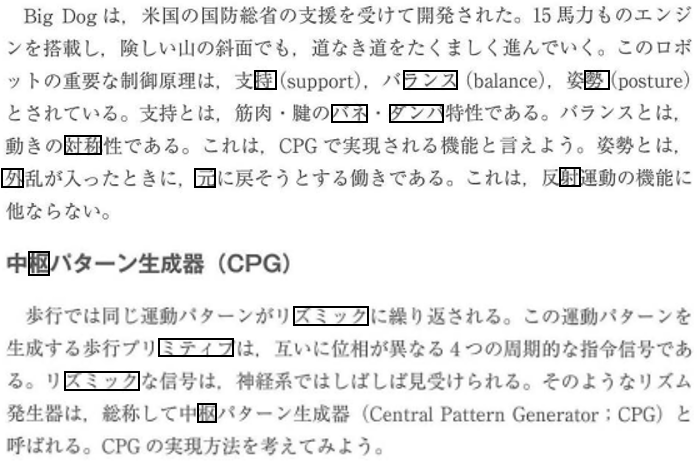 Big Dog は，米国の国防総省の支援を受けて開発された。15 馬力ものエンジ
ンを搭載し，険しい山の斜面でも，道なき道をたくましく進んでいく。このロボ
ットの重要な制御原理は，支持（support），バランス（balance），姿勢（posture）
とされている。支持とは，筋肉・腱のバネ・ダンパ特性である。バランスとは，
動きの対称性である。これは，CPG で実現される機能と言えよう。姿勢とは，
外乱が入ったときに，元に戻そうとする働きである。これは，反射運動の機能に
他ならない。
中枢パターン生成器（CPG）
歩行では同じ運動パターンがリズミックに繰り返される。この運動パターンを
生成する歩行プリミティブは，互いに位相が異なる 4 つの周期的な指令信号であ
る。リズミックな信号は，神経系ではしばしば見受けられる。そのようなリズム
発生器は，総称して中枢パターン生成器（Central Pattern Generator；CPG）と
呼ばれる。CPG の実現方法を考えてみよう。